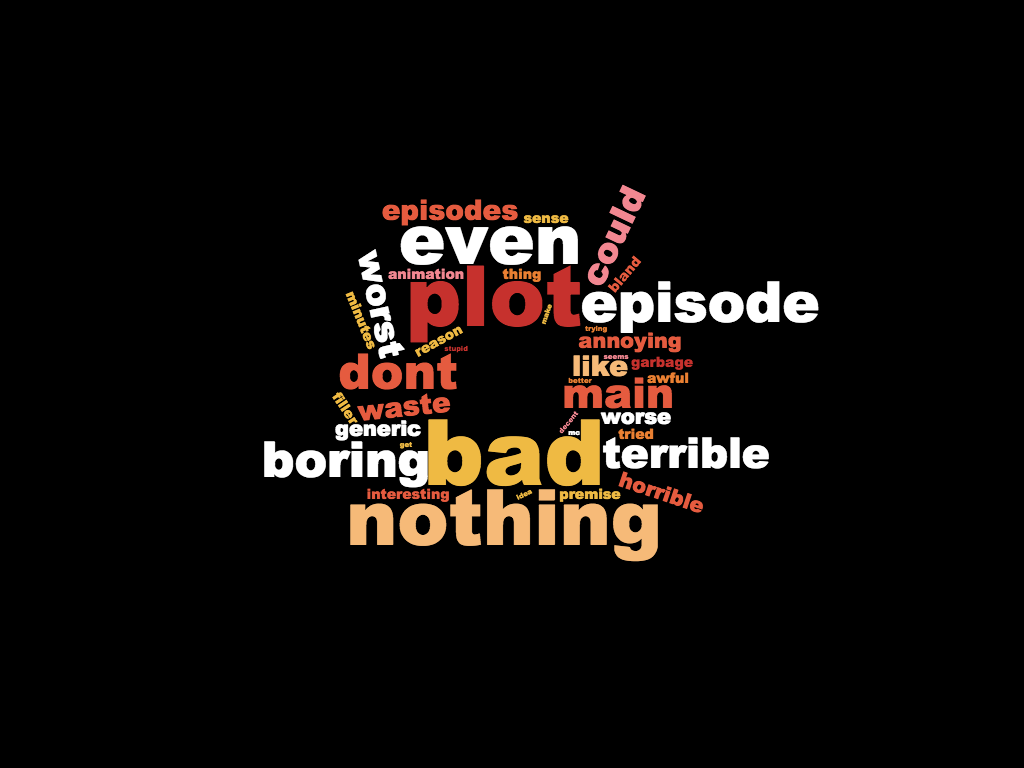 could
episodes
sense
even
bland
worst
animation
thing
plot
episode
minutes
make
trying
reason
annoying
stupid
seems
like
garbage
dont
better
awful
main
filler
waste
decent
worse
generic
mc
tried
get
bad
boring
terrible
horrible
interesting
idea
premise
nothing